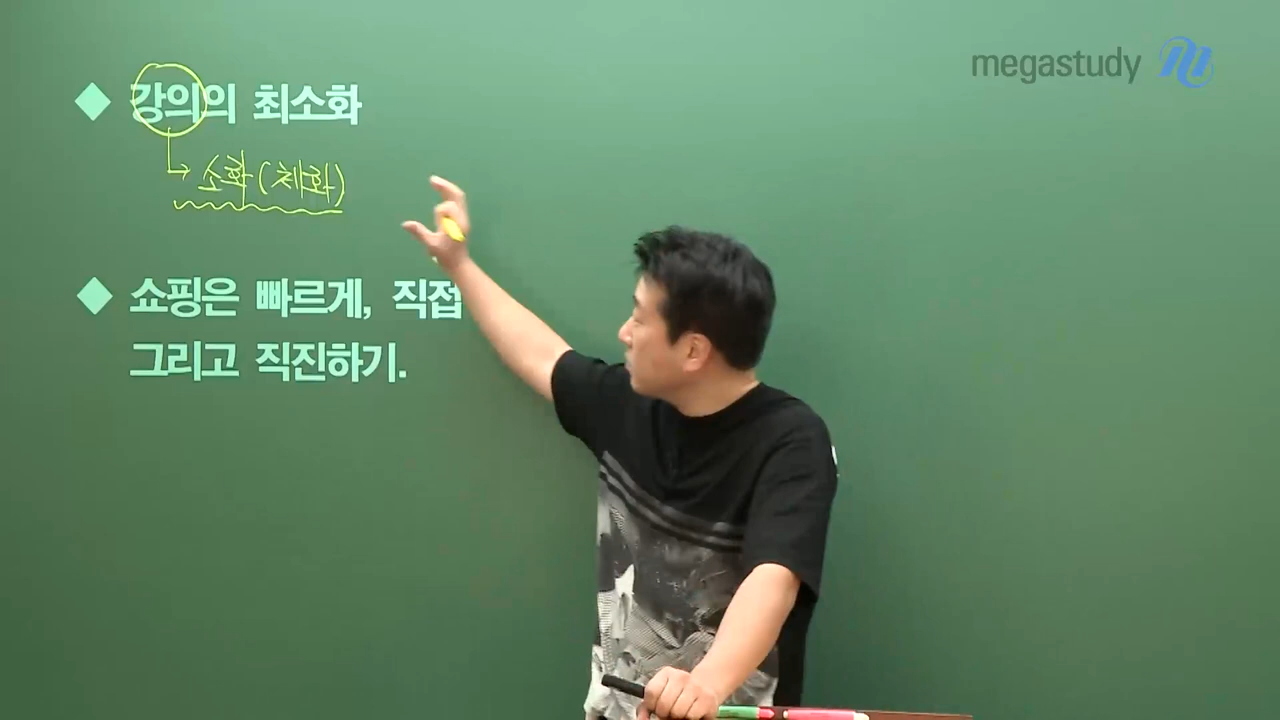 megastudy
◆ 강의의 최소화
소화(체화)
◆ 쇼핑은 빠르게, 직접
그리고 직진하기.